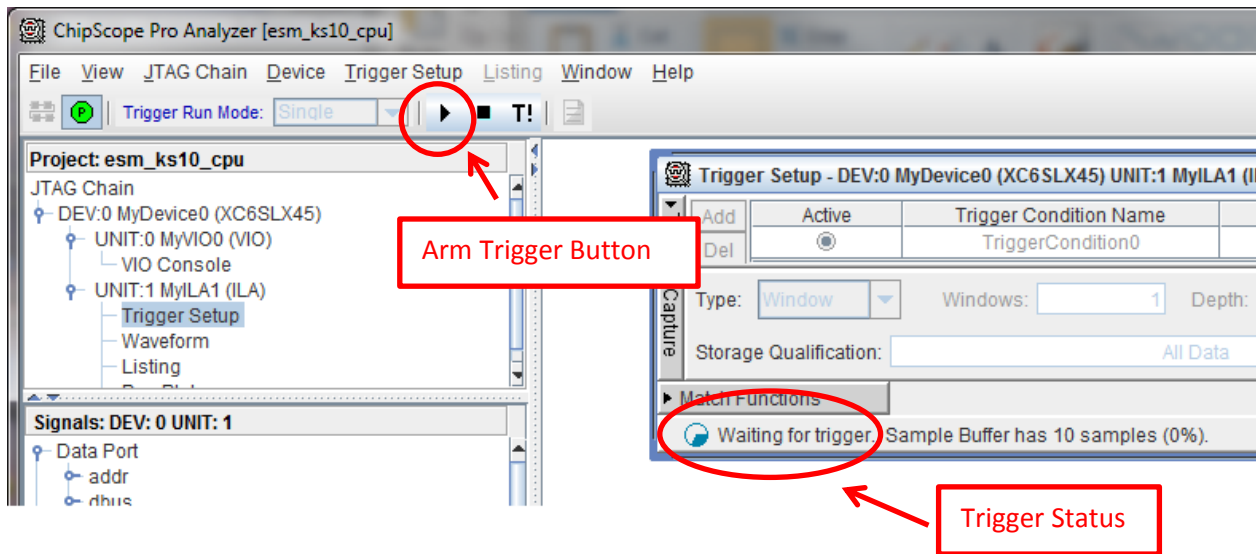 ChipScope Pro Analyzer [esm_ks10_cpu]
File View JTAG Chain Device Trigger Setup Listing Window Help
P Trigger Run Mode: Single T!
Project: esm_ks10_cpu
JTAG Chain
DEV:0 MyDevice0 (XC6SLX45)
UNIT:0 MyVIO0 (VIO)
VIO Console
UNIT:1 MyILA1 (ILA)
Trigger Setup
Waveform
Listing
Signals: DEV: 0 UNIT: 1
Data Port
addr
dbus
Arm Trigger Button
Trigger Setup - DEV:0 MyDevice0 (XC6SLX45) UNIT:1 MyILA1
Add Active Trigger Condition Name
Del TriggerCondition0
Capture
Type: Window Windows: 1 Depth:
Storage Qualification: All Data
Match Functions
Waiting for trigger. Sample Buffer has 10 samples (0%).
Trigger Status